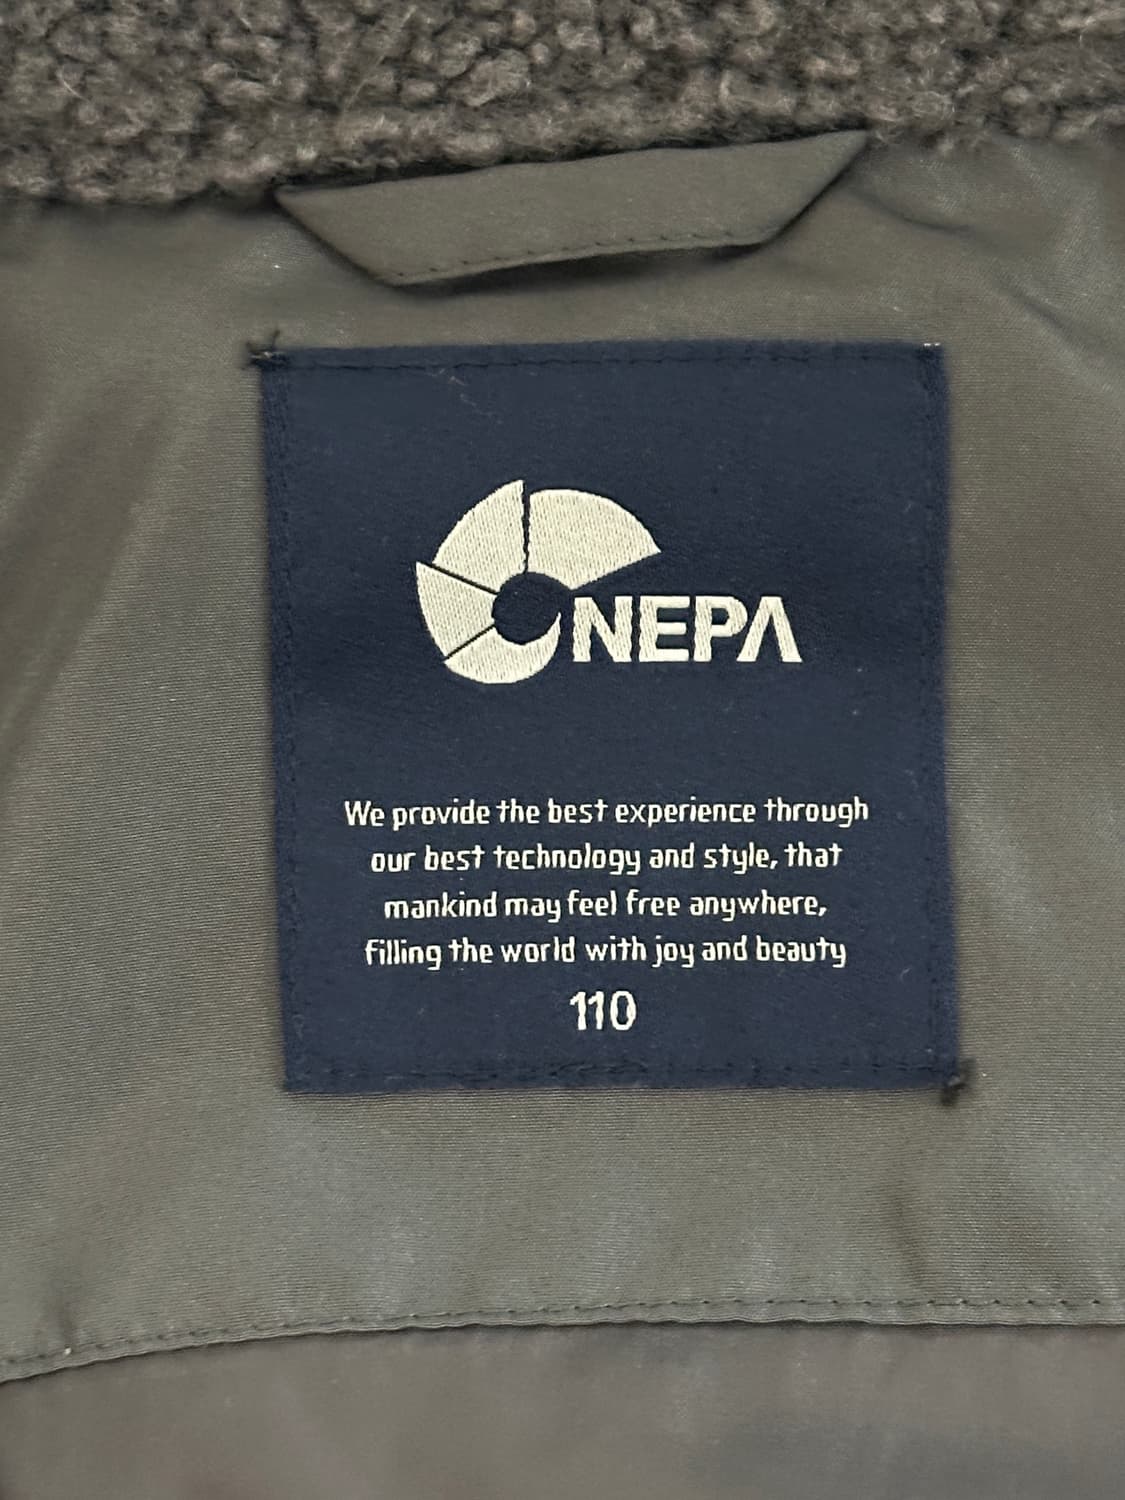 NEPA
We provide the best experience through
our best technology and style, that
mankind may feel free anywhere,
filling the world with joy and beauty
110